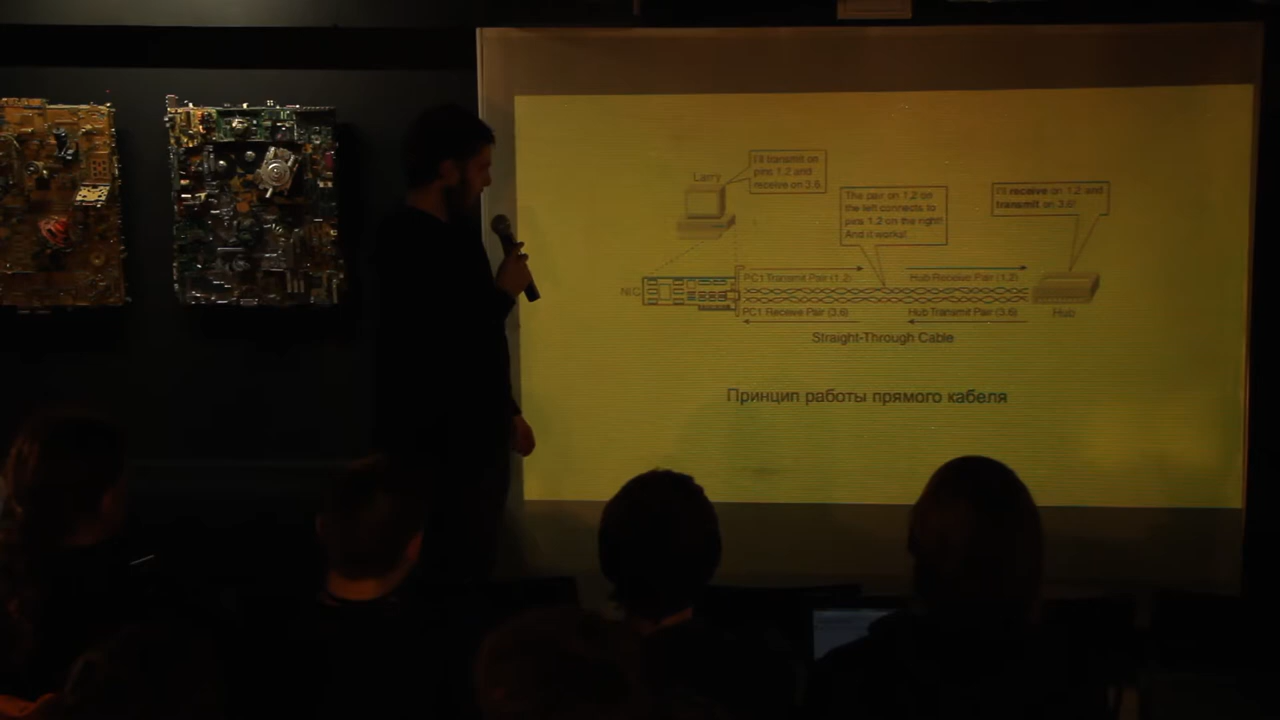 Larry
I'll transmit on
pins 1,2 and
receive on 3,6.
The pair on 1,2 on
the left connects to
pins 1,2 on the right!
And it works!
I'll receive on 1,2 and
transmit on 3,6!
NIC
PC1 Transmit Pair (1,2)
Hub Receive Pair (1,2)
PC1 Receive Pair (3,6)
Hub Transmit Pair (3,6)
Hub
Straight-Through Cable
Принцип работы прямого кабеля